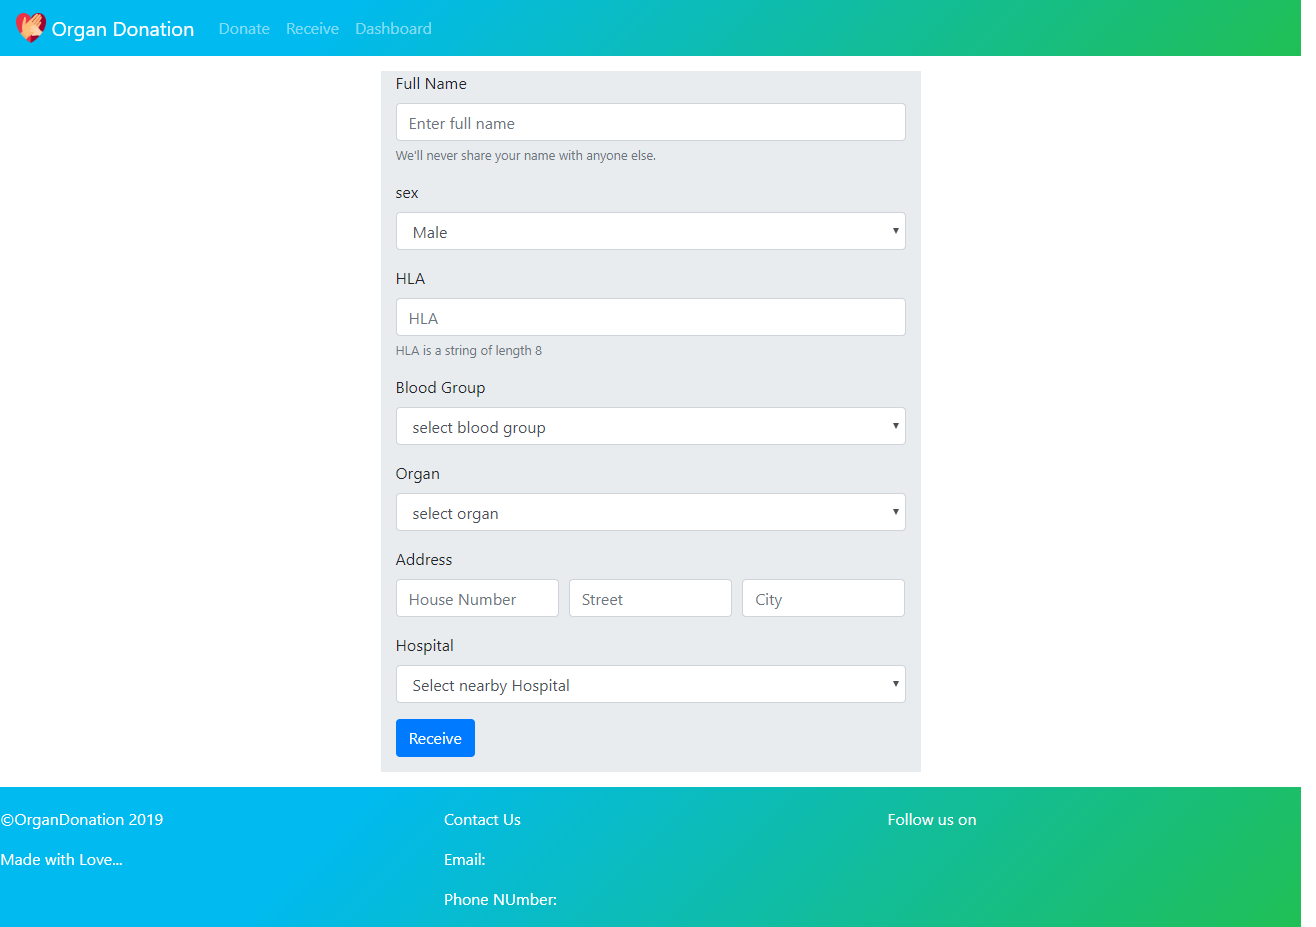 Organ Donation Donate Receive Dashboard
Full Name
Enter full name
We'll never share your name with anyone else.
sex
Male
HLA
HLA
HLA is a string of length 8
Blood Group
select blood group
Organ
select organ
Address
House Number Street City
Hospital
Select nearby Hospital
Receive
©OrganDonation 2019 Contact Us Follow us on
Made with Love... Email:
Phone NUmber: